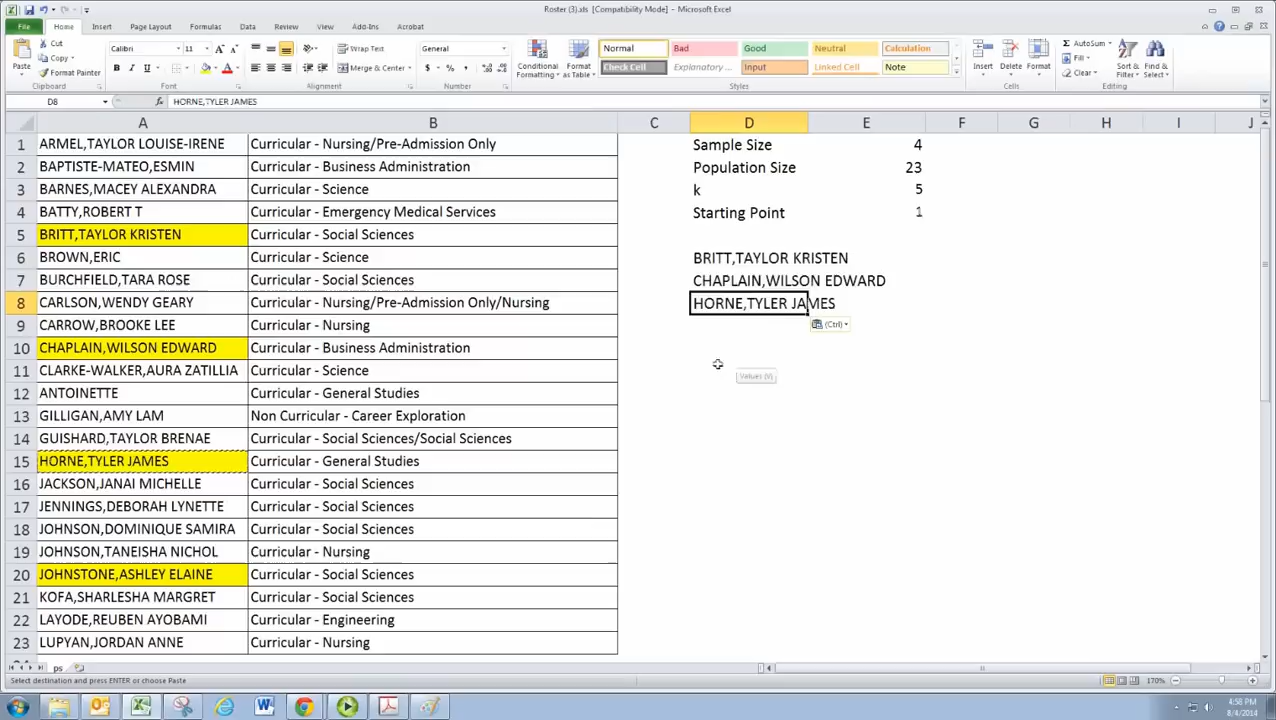 Roster (3).xls [Compatibility Mode] - Microsoft Excel
File Home Insert Page Layout Formulas Data Review View Add-Ins Acrobat
Paste Cut Copy Format Painter Clipboard
Calibri 11 B I U Font
Wrap Text Merge & Center Alignment
General $ % , Number
Conditional Formatting Format as Table
Normal Bad Good Neutral Calculation
Check Cell Explanatory ... Input Linked Cell Note
Styles
Insert Delete Format Cells
AutoSum Fill Clear Sort & Filter Find & Select Editing
D8 fx HORNE,TYLER JAMES
A B C D E F G H I J
1 ARMEL,TAYLOR LOUISE-IRENE Curricular - Nursing/Pre-Admission Only Sample Size 4
2 BAPTISTE-MATEO,ESMIN Curricular - Business Administration Population Size 23
3 BARNES,MACEY ALEXANDRA Curricular - Science k 5
4 BATTY,ROBERT T Curricular - Emergency Medical Services Starting Point 1
5 BRITT,TAYLOR KRISTEN Curricular - Social Sciences
6 BROWN,ERIC Curricular - Science BRITT,TAYLOR KRISTEN
7 BURCHFIELD,TARA ROSE Curricular - Social Sciences CHAPLAIN,WILSON EDWARD
8 CARLSON,WENDY GEARY Curricular - Nursing/Pre-Admission Only/Nursing HORNE,TYLER JAMES
9 CARROW,BROOKE LEE Curricular - Nursing (Ctrl)
10 CHAPLAIN,WILSON EDWARD Curricular - Business Administration
11 CLARKE-WALKER,AURA ZATILLIA Curricular - Science Values (V)
12 ANTOINETTE Curricular - General Studies
13 GILLIGAN,AMY LAM Non Curricular - Career Exploration
14 GUISHARD,TAYLOR BRENAE Curricular - Social Sciences/Social Sciences
15 HORNE,TYLER JAMES Curricular - General Studies
16 JACKSON,JANAI MICHELLE Curricular - Social Sciences
17 JENNINGS,DEBORAH LYNETTE Curricular - Social Sciences
18 JOHNSON,DOMINIQUE SAMIRA Curricular - Social Sciences
19 JOHNSON,TANEISHA NICHOL Curricular - Nursing
20 JOHNSTONE,ASHLEY ELAINE Curricular - Social Sciences
21 KOFA,SHARLESHA MARGRET Curricular - Social Sciences
22 LAYODE,REUBEN AYOBAMI Curricular - Engineering
23 LUPYAN,JORDAN ANNE Curricular - Nursing
ps
Select destination and press ENTER or choose Paste 170%
4:58 PM
8/4/2014